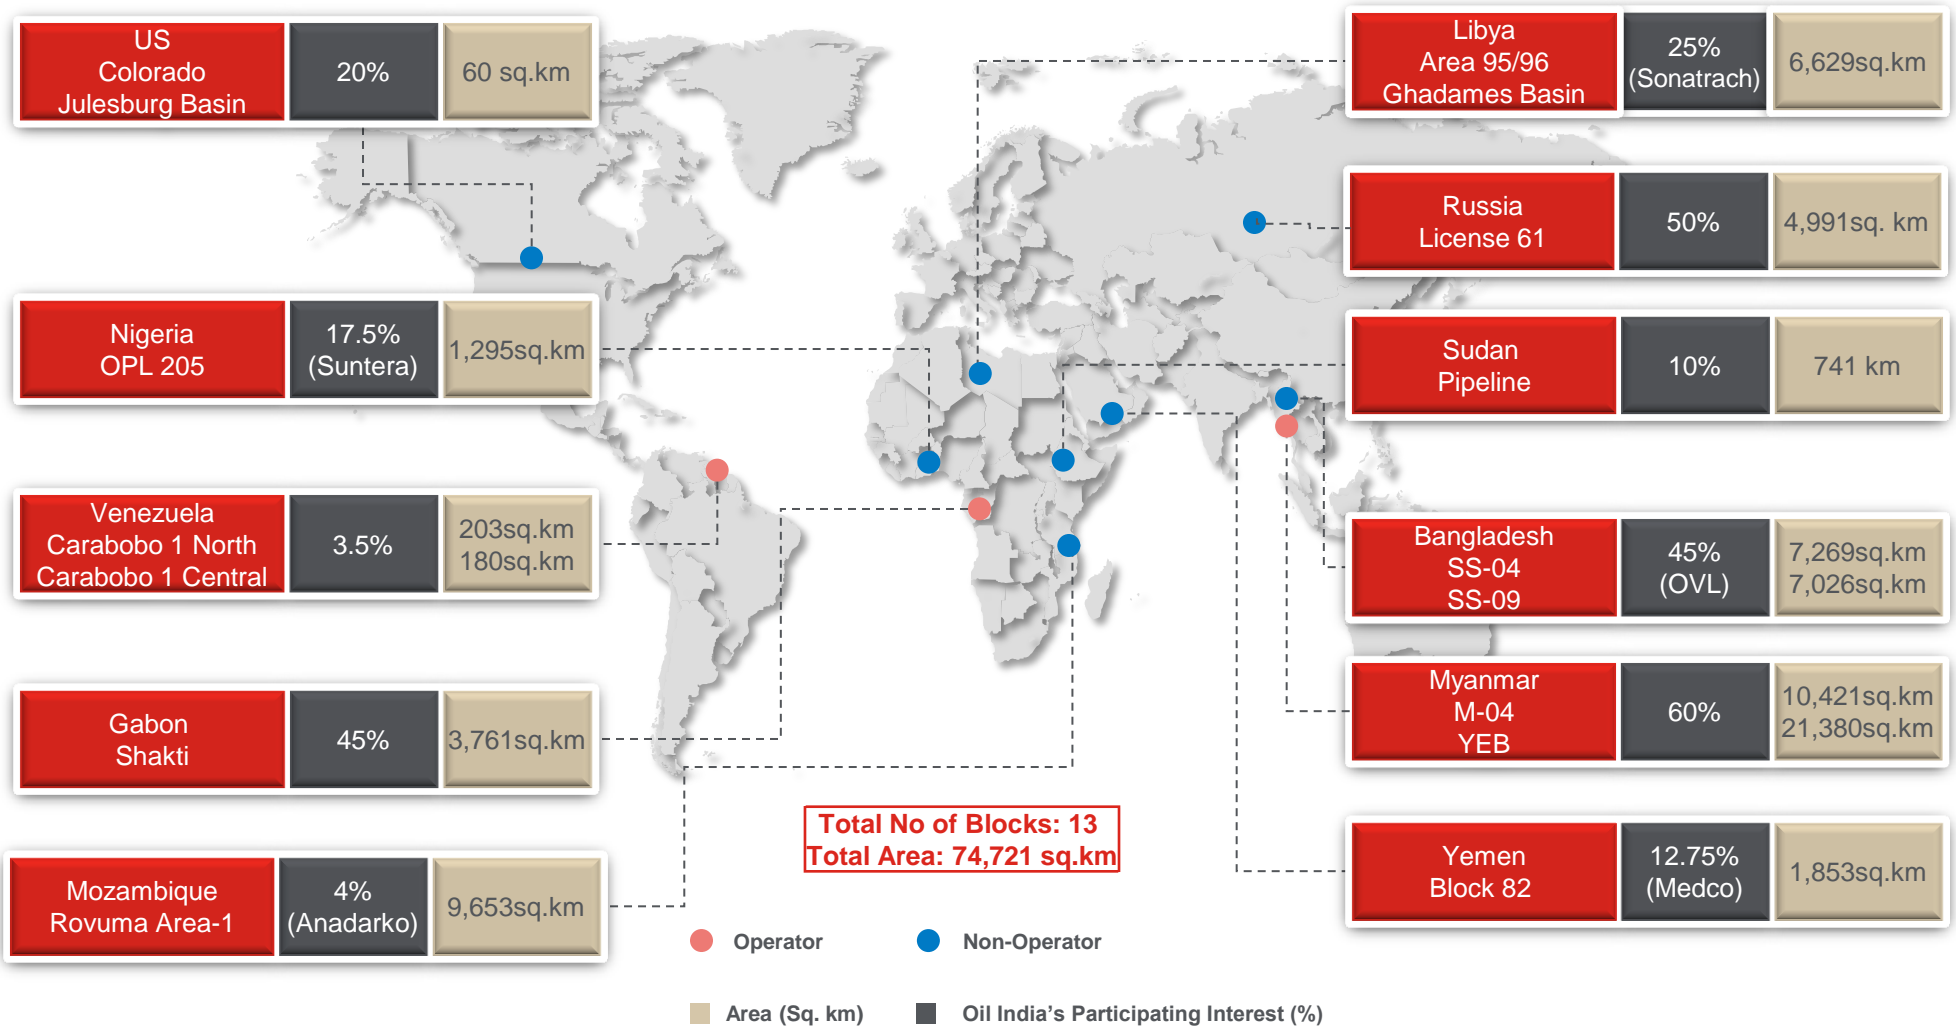 US
Colorado
Julesburg Basin
20%
60 sq.km
Nigeria
OPL 205
17.5%
(Suntera)
1,295sq.km
Venezuela
Carabobo 1 North
Carabobo 1 Central
3.5%
203sq.km
180sq.km
Gabon
Shakti
45%
3,761sq.km
Mozambique
Rovuma Area-1
4%
(Anadarko)
9,653sq.km
Libya
Area 95/96
Ghadames Basin
25%
(Sonatrach)
6,629sq.km
Russia
License 61
50%
4,991sq. km
Sudan
Pipeline
10%
741 km
Bangladesh
SS-04
SS-09
45%
(OVL)
7,269sq.km
7,026sq.km
Myanmar
M-04
YEB
60%
10,421sq.km
21,380sq.km
Yemen
Block 82
12.75%
(Medco)
1,853sq.km
Total No of Blocks: 13
Total Area: 74,721 sq.km
Operator
Non-Operator
Area (Sq. km)
Oil India’s Participating Interest (%)